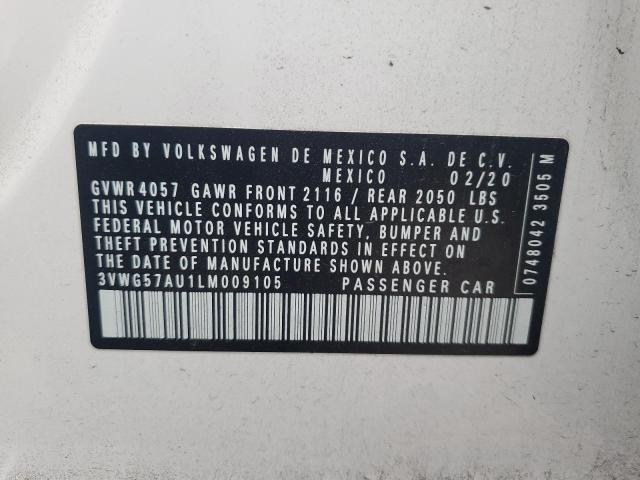 MFD BY VOLKSWAGEN DE MEXICO S.A. DE C.V.
MEXICO 02/20
GVWR4057 GAWR FRONT 2116 / REAR 2050 LBS
THIS VEHICLE CONFORMS TO ALL APPLICABLE U.S.
FEDERAL MOTOR VEHICLE SAFETY, BUMPER AND
THEFT PREVENTION STANDARDS IN EFFECT ON
THE DATE OF MANUFACTURE SHOWN ABOVE.
3VWG57AU1LM009105 PASSENGER CAR
0748042 3505 M